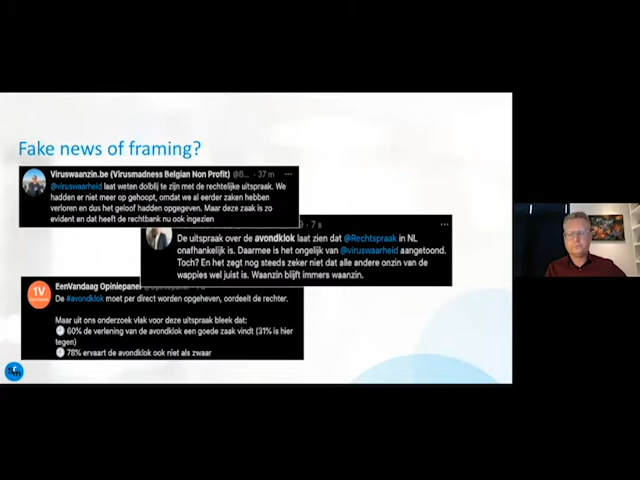 Fake news of framing?
Viruswaanzin.be (Virusmadness Belgian Non Profit) @B... · 37 m
@viruswaarheid laat weten dolblij te zijn met de rechtelijke uitspraak. We
hadden er niet meer op gehoopt, omdat we al eerder zaken hebben
verloren en dus het geloof hadden opgegeven. Maar deze zaak is zo
evident en dat heeft de rechtbank nu ook ingezien
7 s
De uitspraak over de avondklok laat zien dat @Rechtspraak in NL
onafhankelijk is. Daarmee is het ongelijk van @viruswaarheid aangetoond.
Toch? En het zegt nog steeds zeker niet dat alle andere onzin van de
wappies wel juist is. Waanzin blijft immers waanzin.
1V
EenVandaag Opiniepanel
De #avondklok moet per direct worden opgeheven, oordeelt de rechter.
Maar uit ons onderzoek vlak voor deze uitspraak bleek dat:
60% de verlening van de avondklok een goede zaak vindt (31% is hier
tegen)
78% ervaart de avondklok ook niet als zwaar